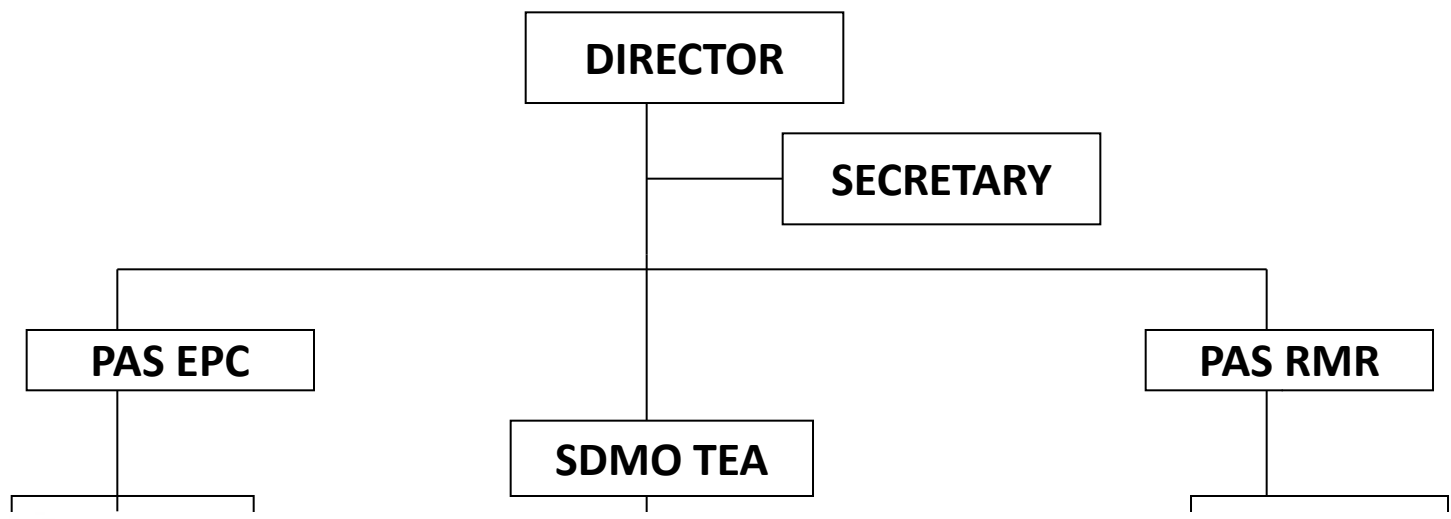 DIRECTOR
SECRETARY
PAS EPC
PAS RMR
SDMO TEA